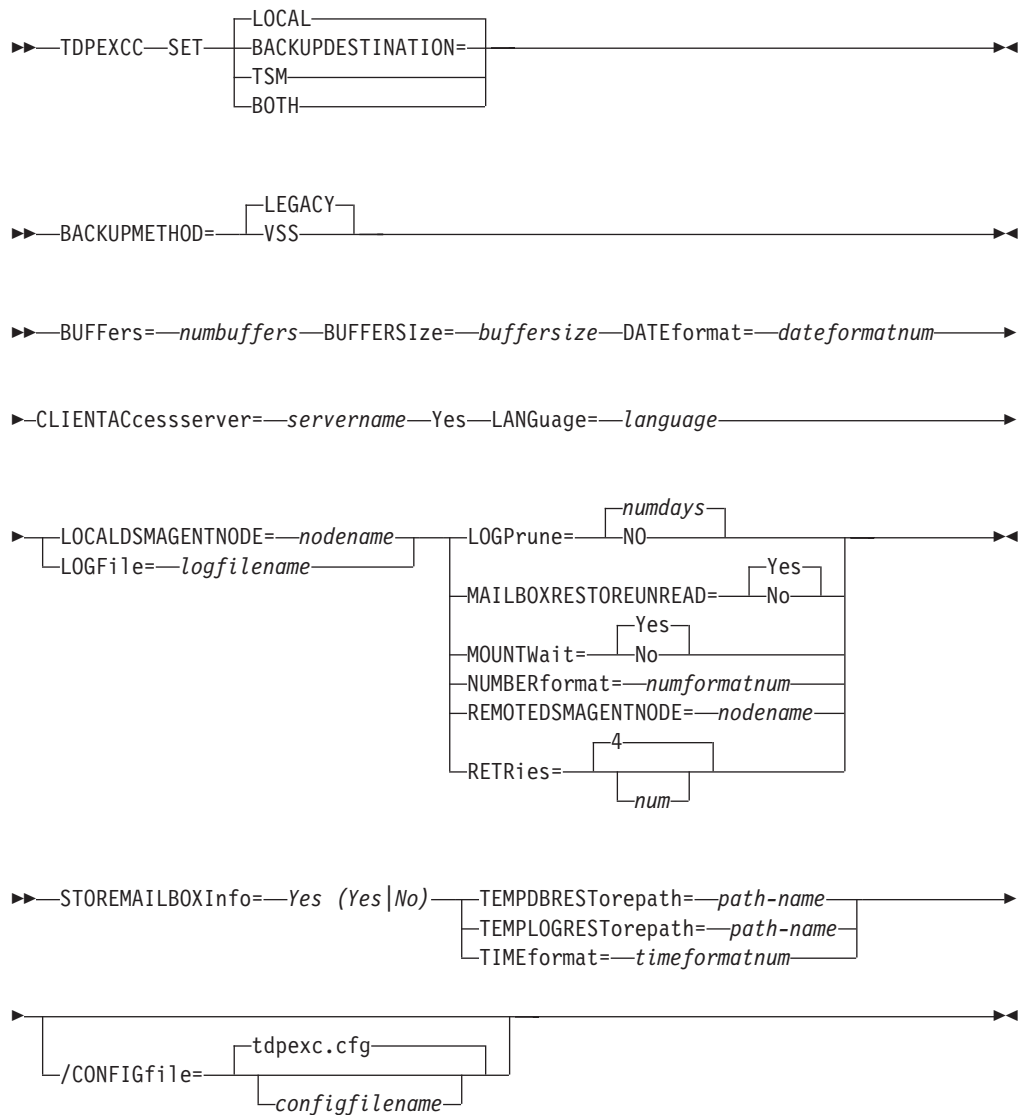 LOCAL
TDPEXCC SET BACKUPDESTINATION=
TSM
BOTH
LEGACY
BACKUPMETHOD= VSS
BUFFers= numbuffers BUFFERSIze= buffersize DATEformat= dateformatnum
CLIENTACcessserver= servername Yes LANGuage= language
numdays
LOCALDSMAGENTNODE= nodename LOGPrune= NO
LOGFile= logfilename
Yes
MAILBOXRESTOREUNREAD= No
Yes
MOUNTWait= No
NUMBERformat= numformatnum
REMOTEDSMAGENTNODE= nodename
4
RETRies=
num
STOREMAILBOXInfo= Yes (Yes|No) TEMPDBRESTorepath= path-name
TEMPLOGRESTorepath= path-name
TIMEformat= timeformatnum
tdpexc.cfg
/CONFIGfile=
configfilename